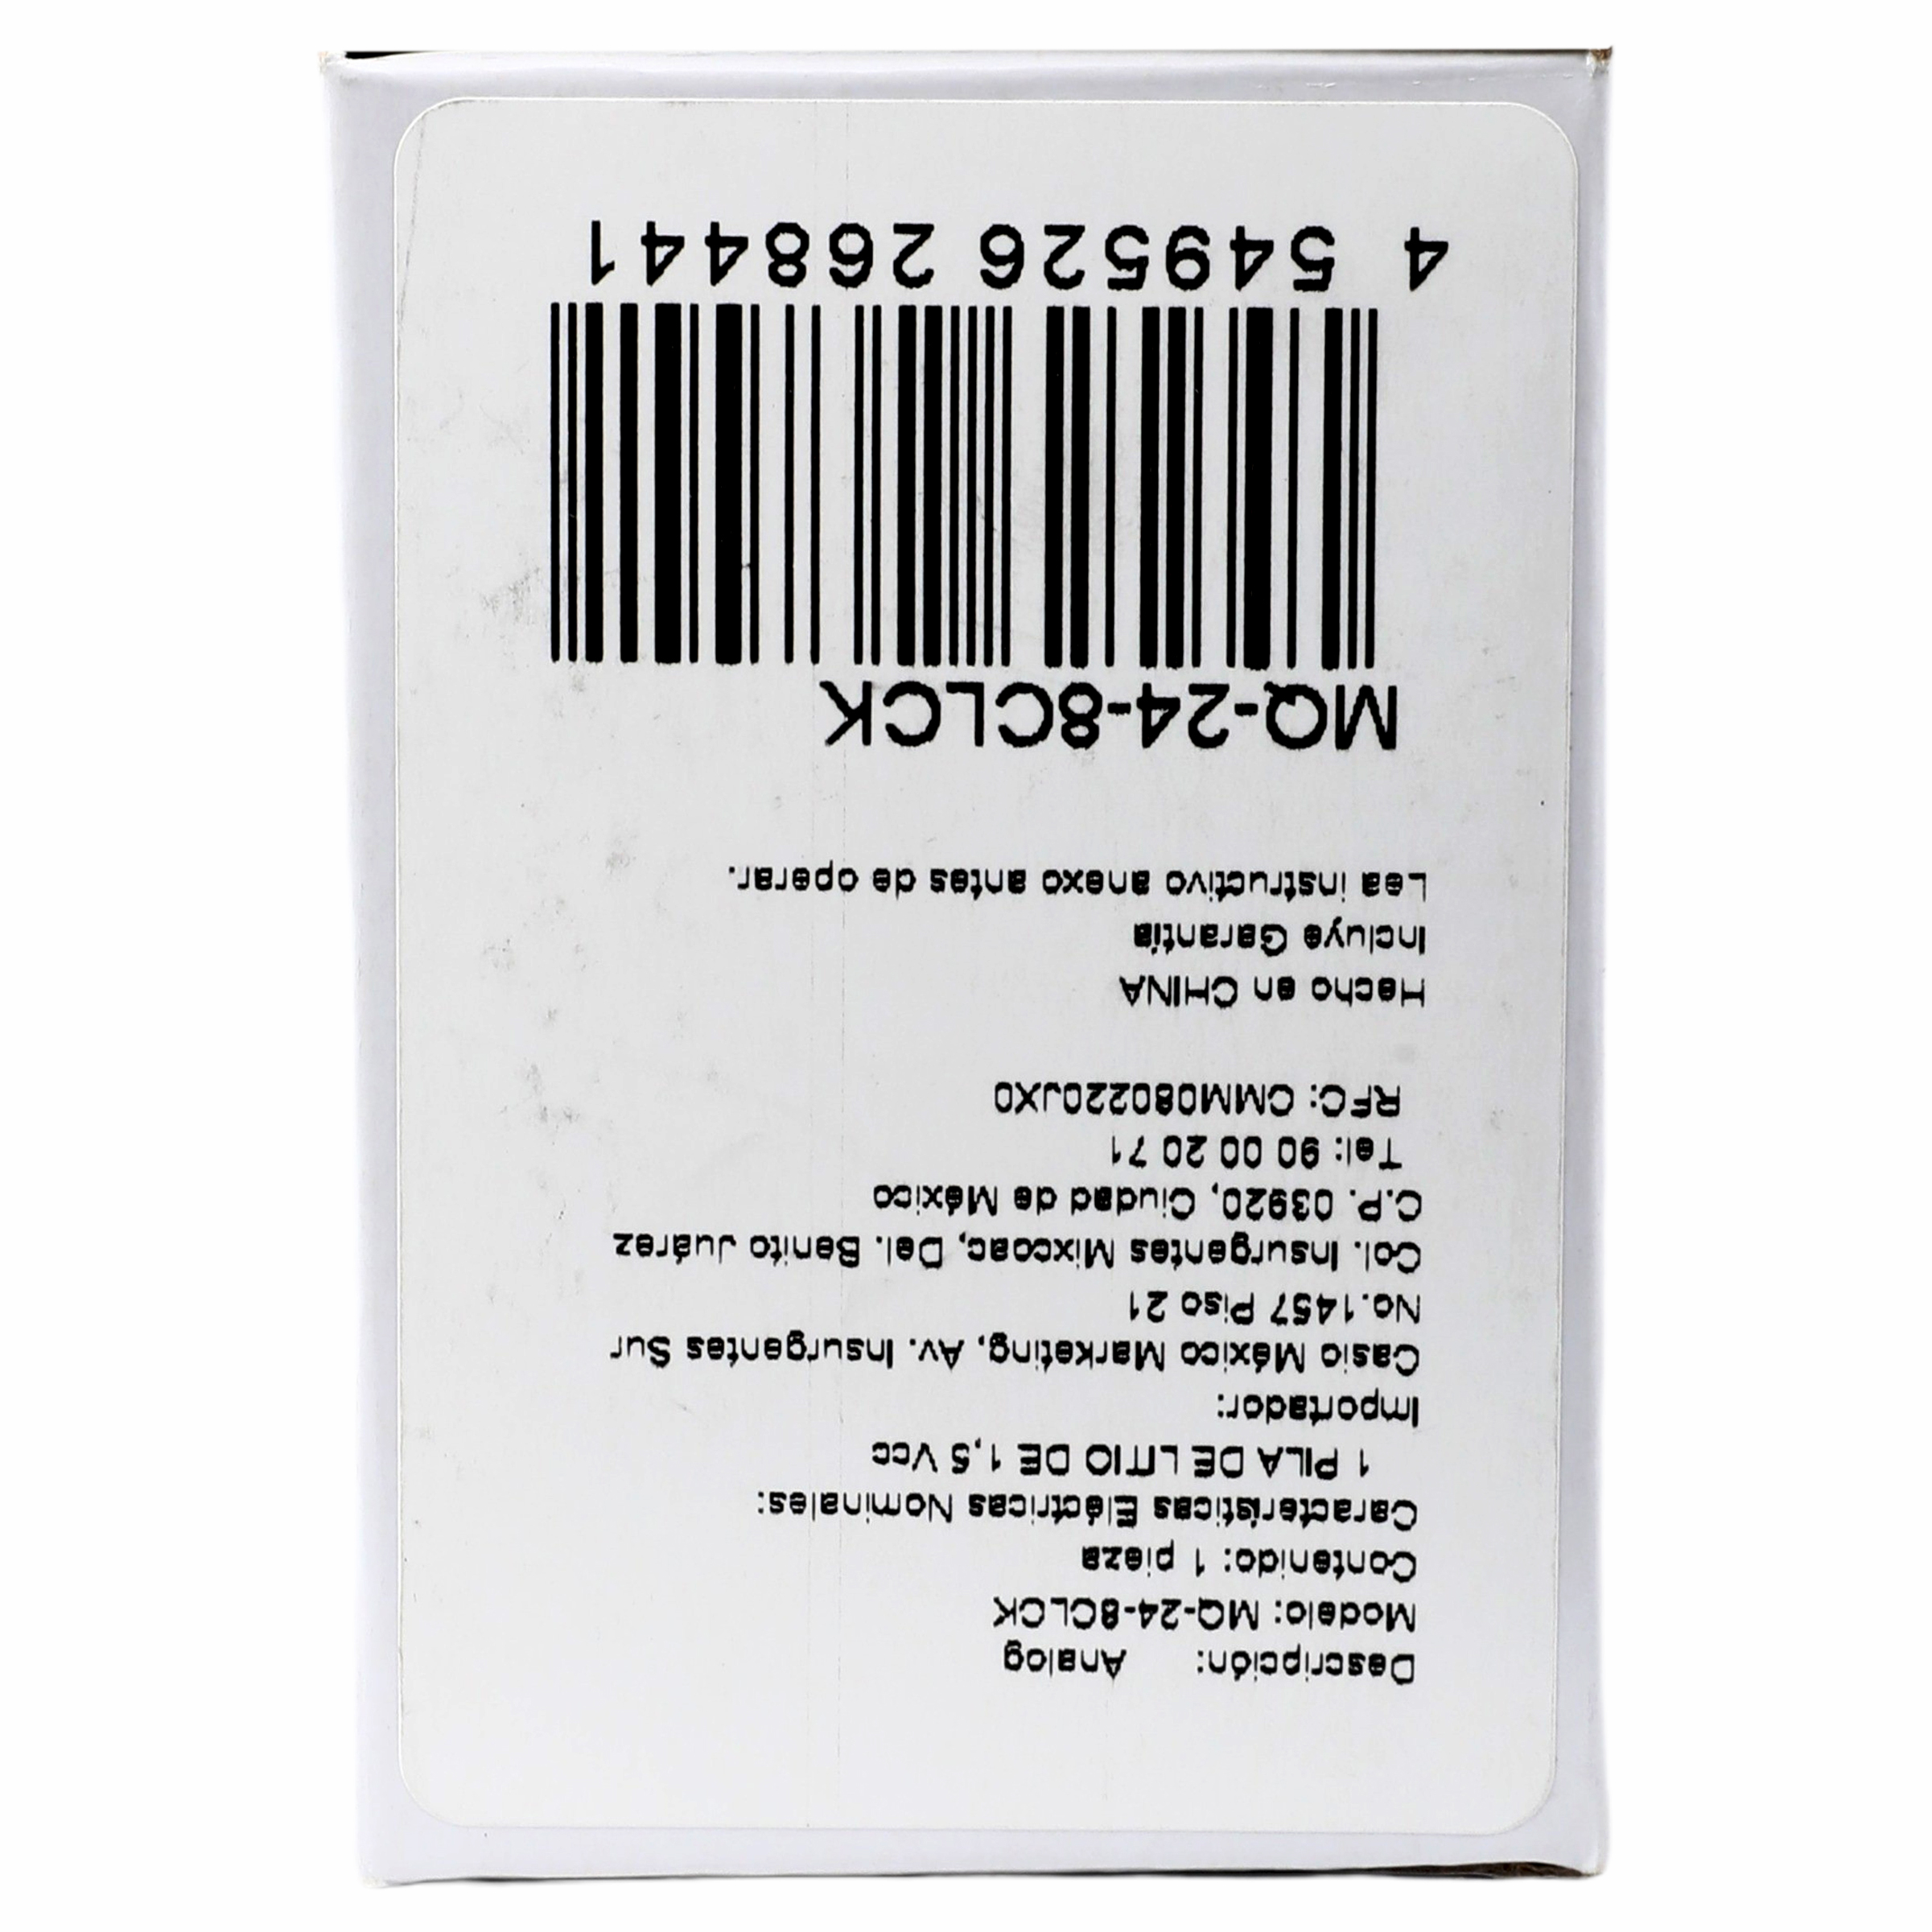 Descripción: Analog
Modelo: MQ-24-8CLCK
Contenido: 1 pieza
Características Eléctricas Nominales:
1 PILA DE LITIO DE 1,5 Vcc
Importador:
Casio México Marketing, Av. Insurgentes Sur
No.1457 Piso 21
Col. Insurgentes Mixcoac, Del. Benito Juárez
C.P. 03920, Ciudad de México
Tel: 90 00 20 71
RFC: CMM080220JX0
Hecho en CHINA
Incluye Garantía
Lea instructivo anexo antes de operar.
MQ-24-8CLCK
4 549526 268441